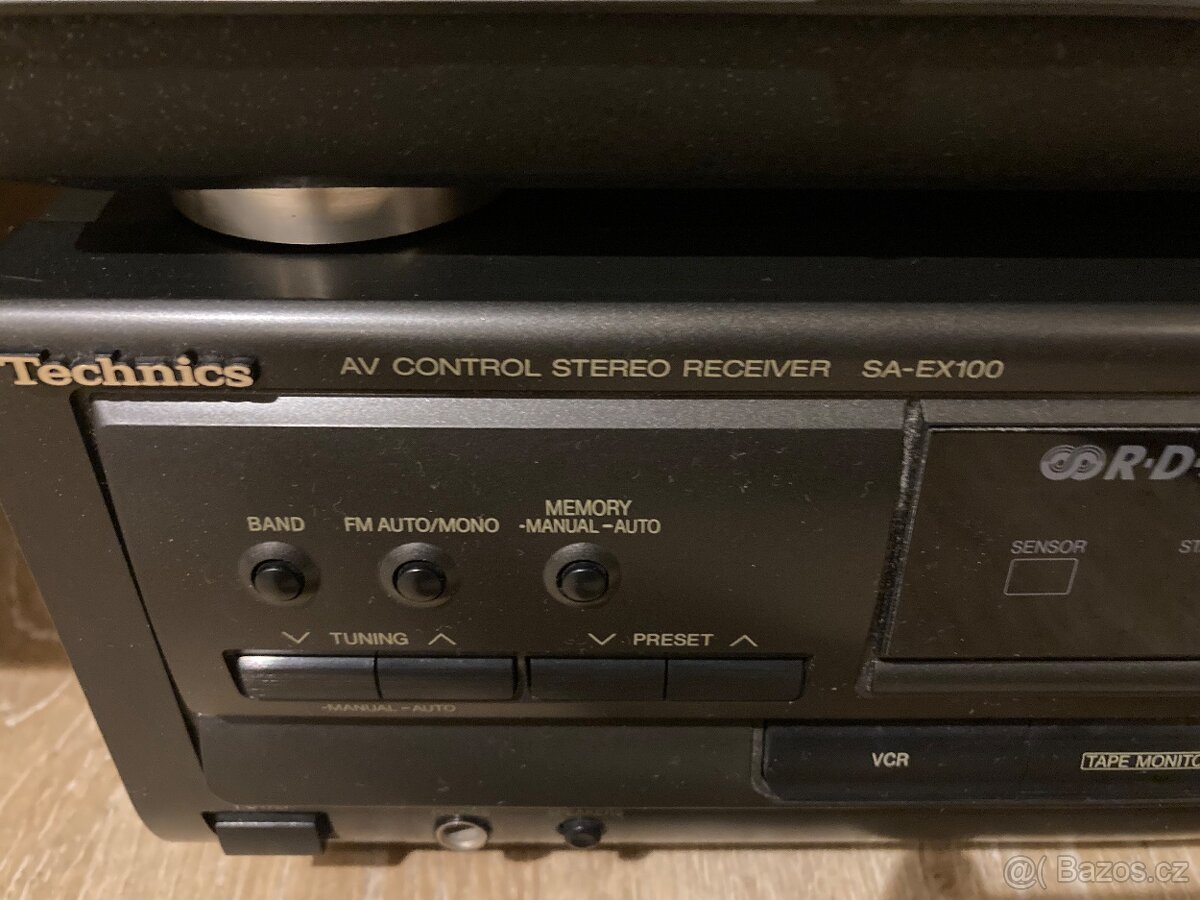 Technics
AV CONTROL STEREO RECEIVER SA-EX100
R·D·
BAND
FM AUTO/MONO
MEMORY
-MANUAL -AUTO
SENSOR
ST
TUNING
PRESET
-MANUAL -AUTO
VCR
TAPE MONITO
@( Bazos.cz